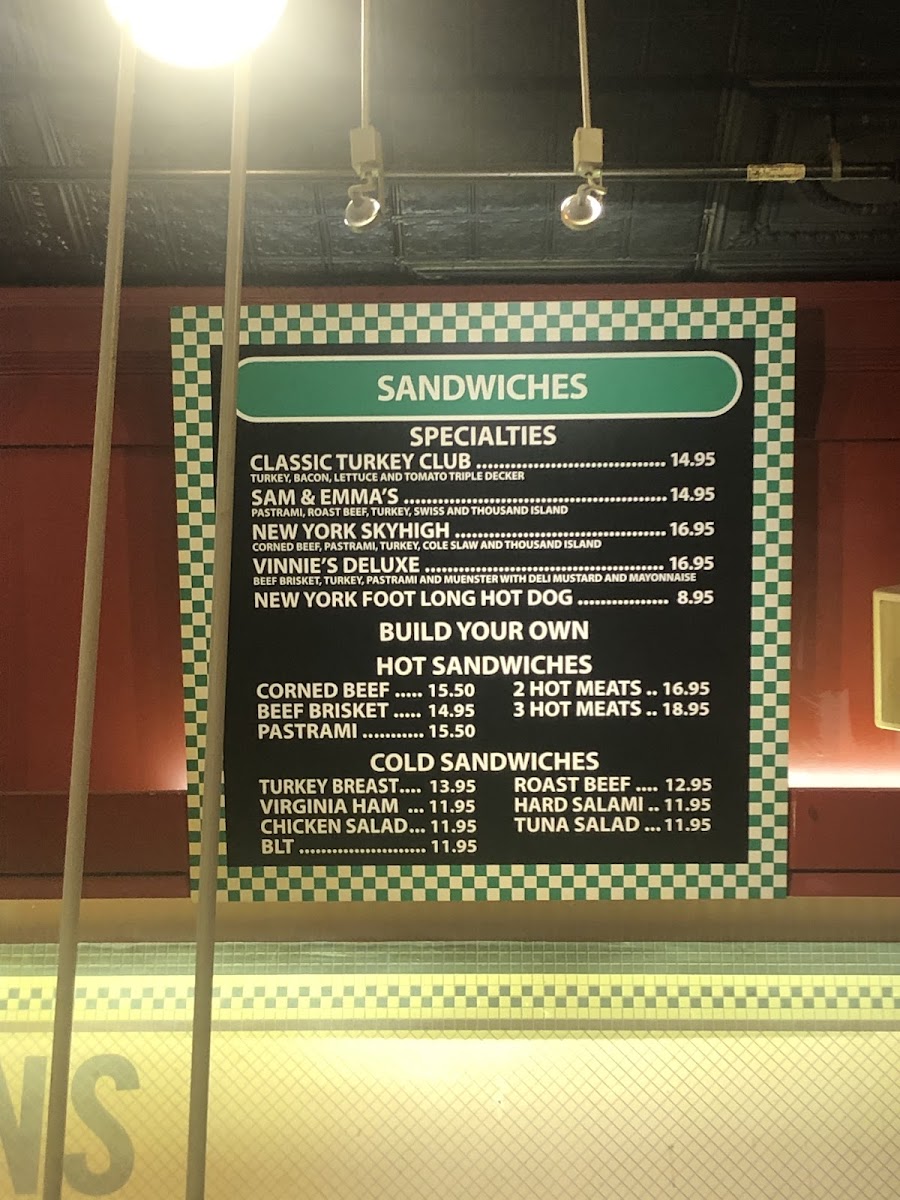 SANDWICHES
SPECIALTIES
CLASSIC TURKEY CLUB .................................. 14.95
TURKEY, BACON, LETTUCE AND TOMATO TRIPLE DECKER
SAM & EMMA'S ............................................... 14.95
PASTRAMI, ROAST BEEF, TURKEY, SWISS AND THOUSAND ISLAND
NEW YORK SKYHIGH ...................................... 16.95
CORNED BEEF, PASTRAMI, TURKEY, COLE SLAW AND THOUSAND ISLAND
VINNIE'S DELUXE ........................................... 16.95
BEEF BRISKET, TURKEY, PASTRAMI AND MUENSTER WITH DELI MUSTARD AND MAYONNAISE
NEW YORK FOOT LONG HOT DOG ................. 8.95
BUILD YOUR OWN
HOT SANDWICHES
CORNED BEEF ..... 15.50 2 HOT MEATS .. 16.95
BEEF BRISKET ..... 14.95 3 HOT MEATS .. 18.95
PASTRAMI ........... 15.50
COLD SANDWICHES
TURKEY BREAST.... 13.95 ROAST BEEF .... 12.95
VIRGINIA HAM ... 11.95 HARD SALAMI .. 11.95
CHICKEN SALAD... 11.95 TUNA SALAD ... 11.95
BLT ....................... 11.95
NS